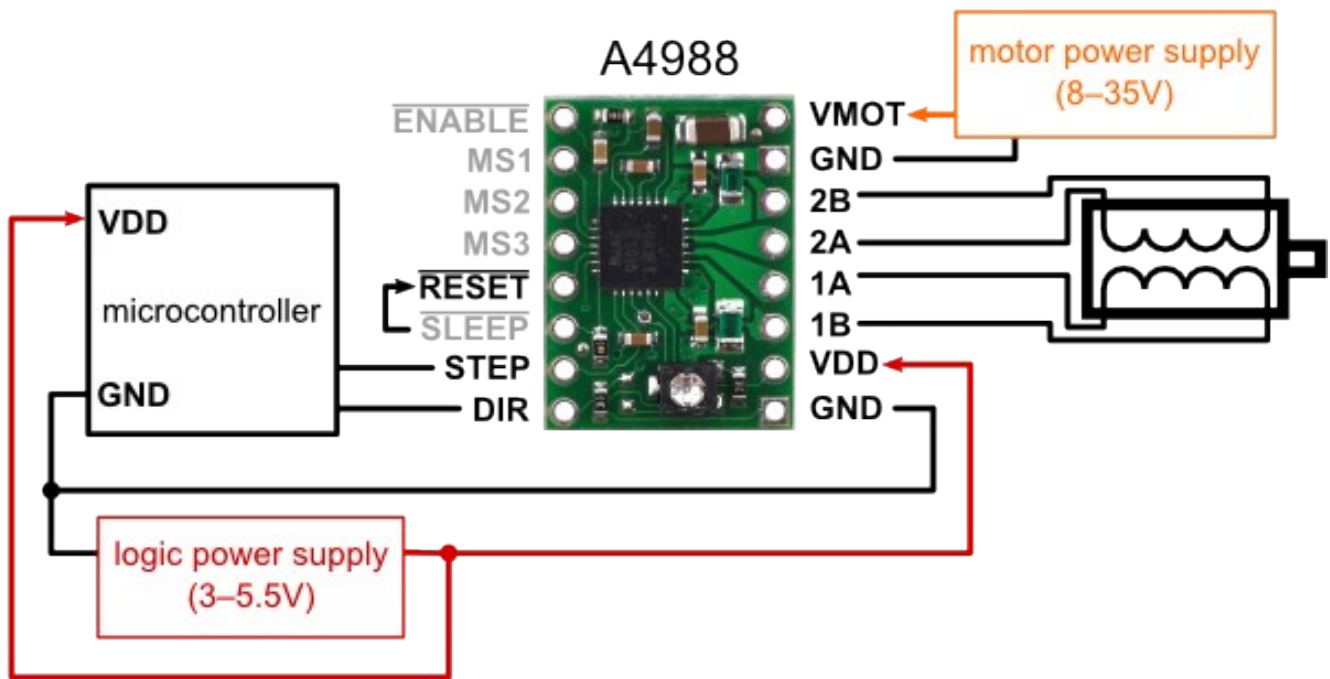 A4988
motor power supply
(8–35V)
ENABLE
MS1
MS2
MS3
RESET
SLEEP
STEP
DIR
VMOT
GND
2B
2A
1A
1B
VDD
GND
VDD
microcontroller
GND
logic power supply
(3–5.5V)